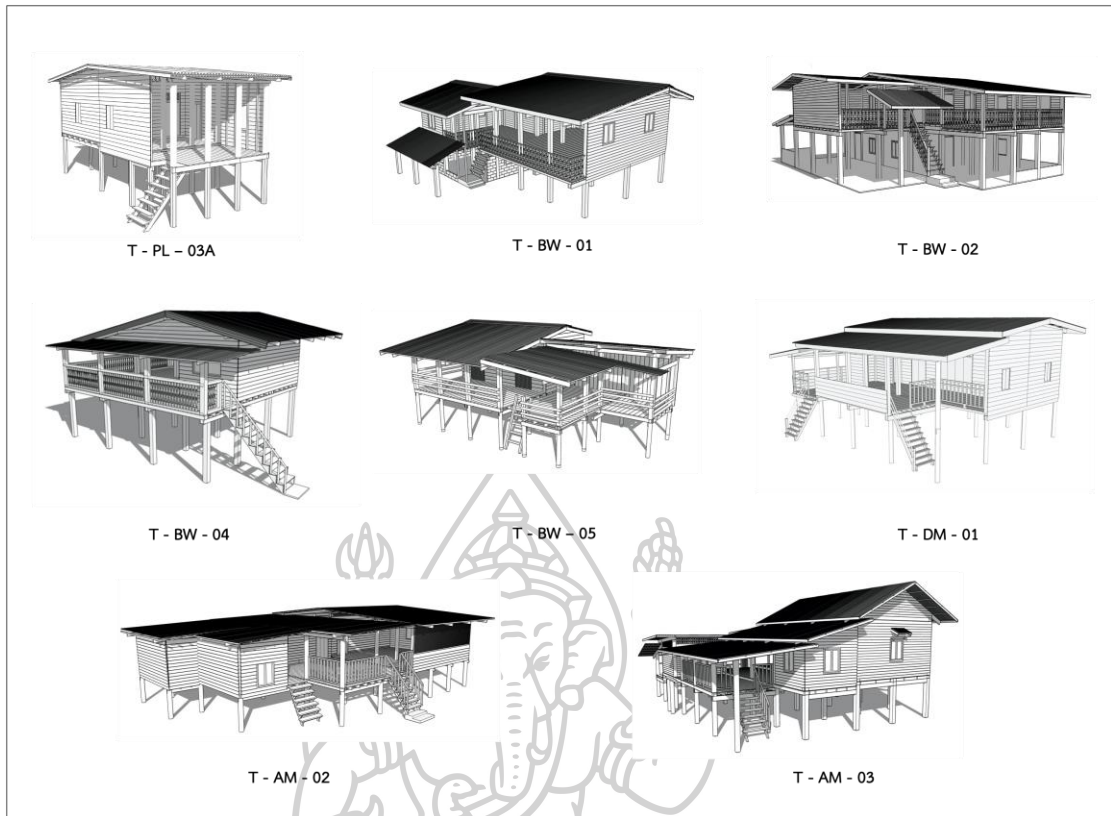 T - PL – 03A
T - BW - 01
T - BW - 02
T - BW - 04
T - BW - 05
T - DM - 01
T - AM - 02
T - AM - 03